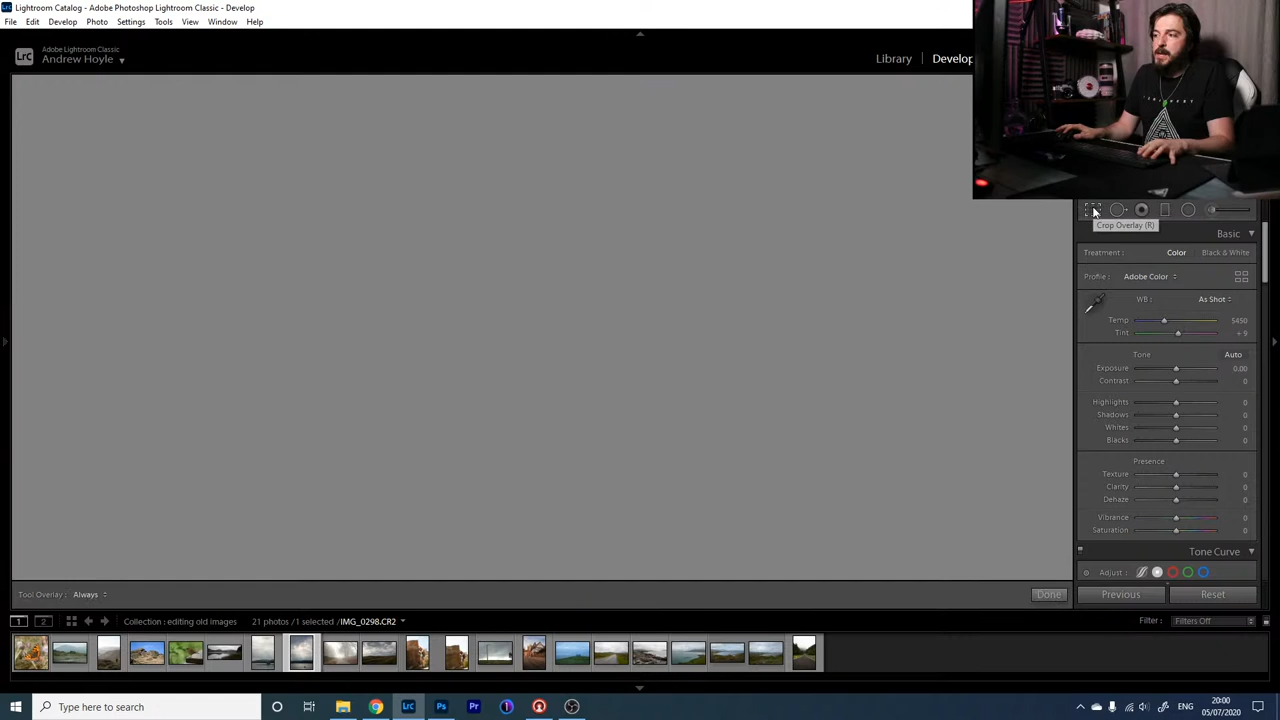 Lightroom Catalog - Adobe Photoshop Lightroom Classic - Develop
File Edit Develop Photo Settings Tools View Window Help
Lrc
Adobe Lightroom Classic
Andrew Hoyle
Library | Develop
Crop Overlay (R)
Basic
Treatment : Color Black & White
Profile : Adobe Color
WB : As Shot
Temp 5450
Tint + 9
Tone Auto
Exposure 0.00
Contrast 0
Highlights 0
Shadows 0
Whites 0
Blacks 0
Presence
Texture 0
Clarity 0
Dehaze 0
Vibrance 0
Saturation 0
Tone Curve
Adjust :
Previous Reset
Tool Overlay : Always
Done
1 2 Collection : editing old images 21 photos / 1 selected / IMG_0298.CR2
Filter : Filters Off
Type here to search
Lrc Ps Pr
ENG
20:00
05/07/2020